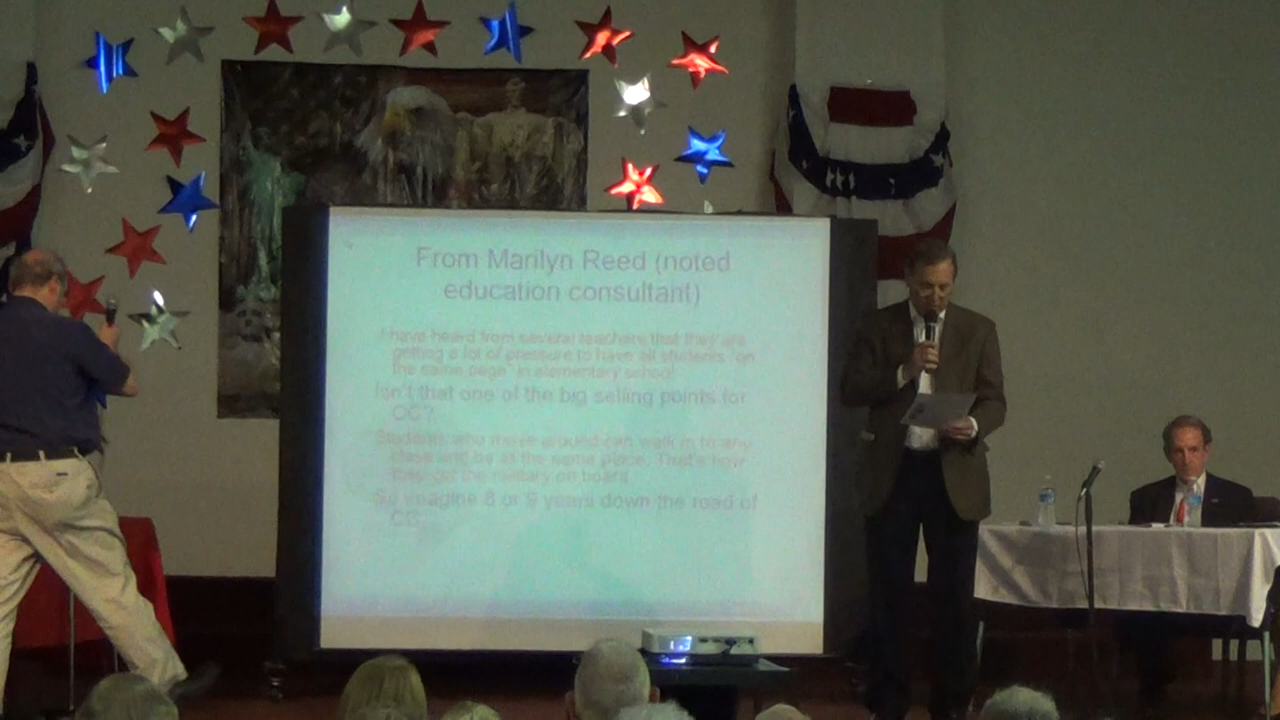 From Marilyn Reed (noted
education consultant)
I have heard from several teachers that they are
getting a lot of pressure to have all students "on
the same page" in elementary school
Isn't that one of the big selling points for
CC?
Students who move around can walk in to any
class and be at the same place. That's how
they got the military on board
So imagine 8 or 9 years down the road of
CC